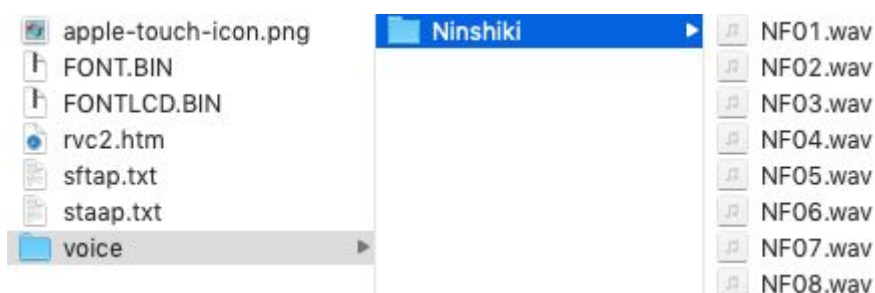 apple-touch-icon.png
FONT.BIN
FONTLCD.BIN
rvc2.htm
sftap.txt
staap.txt
voice
Ninshiki
NF01.wav
NF02.wav
NF03.wav
NF04.wav
NF05.wav
NF06.wav
NF07.wav
NF08.wav